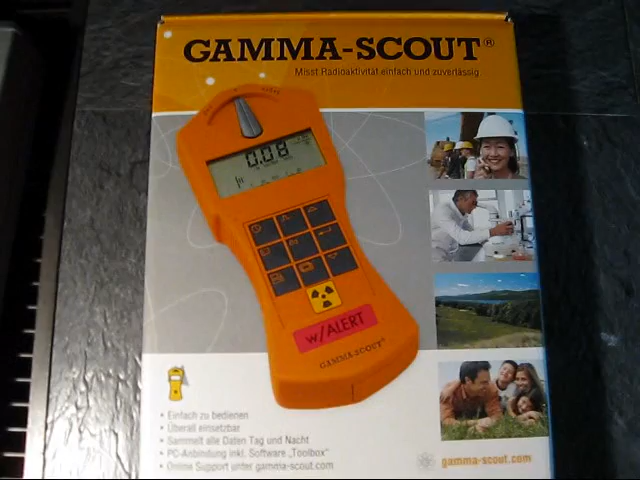 GAMMA-SCOUT®
Misst Radioaktivität einfach und zuverlässig
0.08
w/ALERT
GAMMA-SCOUT®
• Einfach zu bedienen
• Überall einsetzbar
• Sammelt alle Daten Tag und Nacht
• PC-Anbindung inkl. Software „Toolbox"
• Online Support unter gamma-scout.com
gamma-scout.com